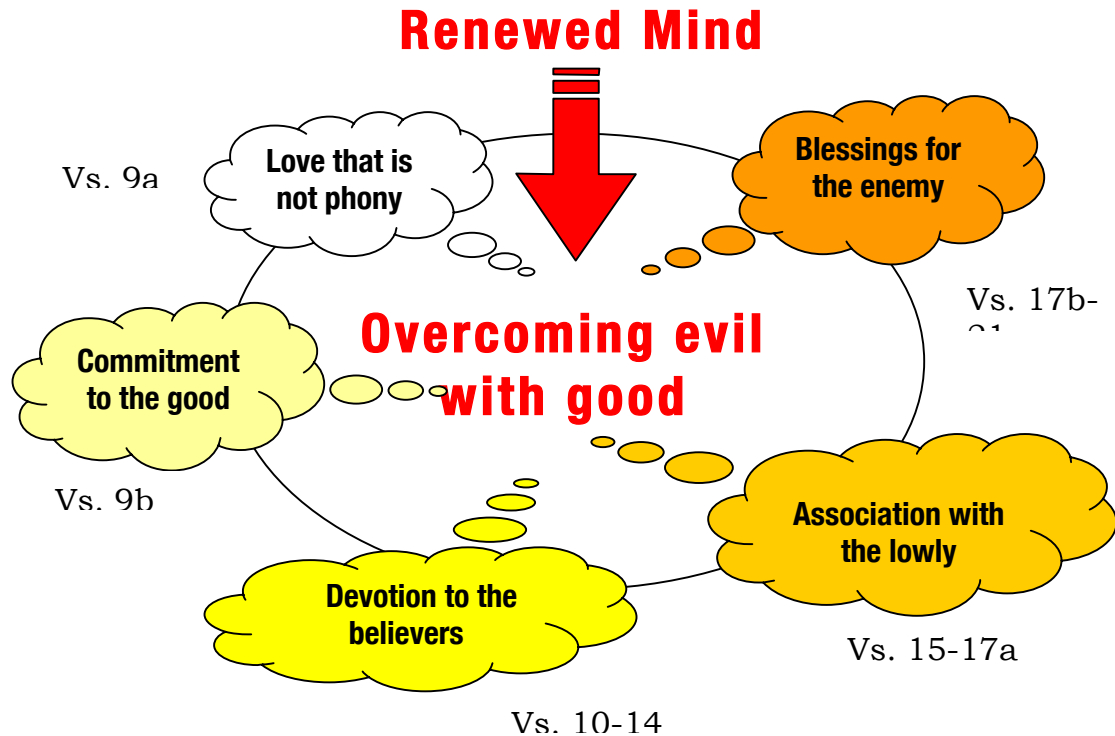 Renewed Mind
Love that is
not phony
Vs. 9a
Blessings for
the enemy
Vs. 17b-
Overcoming evil
with good
Commitment
to the good
Vs. 9b
Association with
the lowly
Vs. 15-17a
Devotion to the
believers
Vs. 10-14